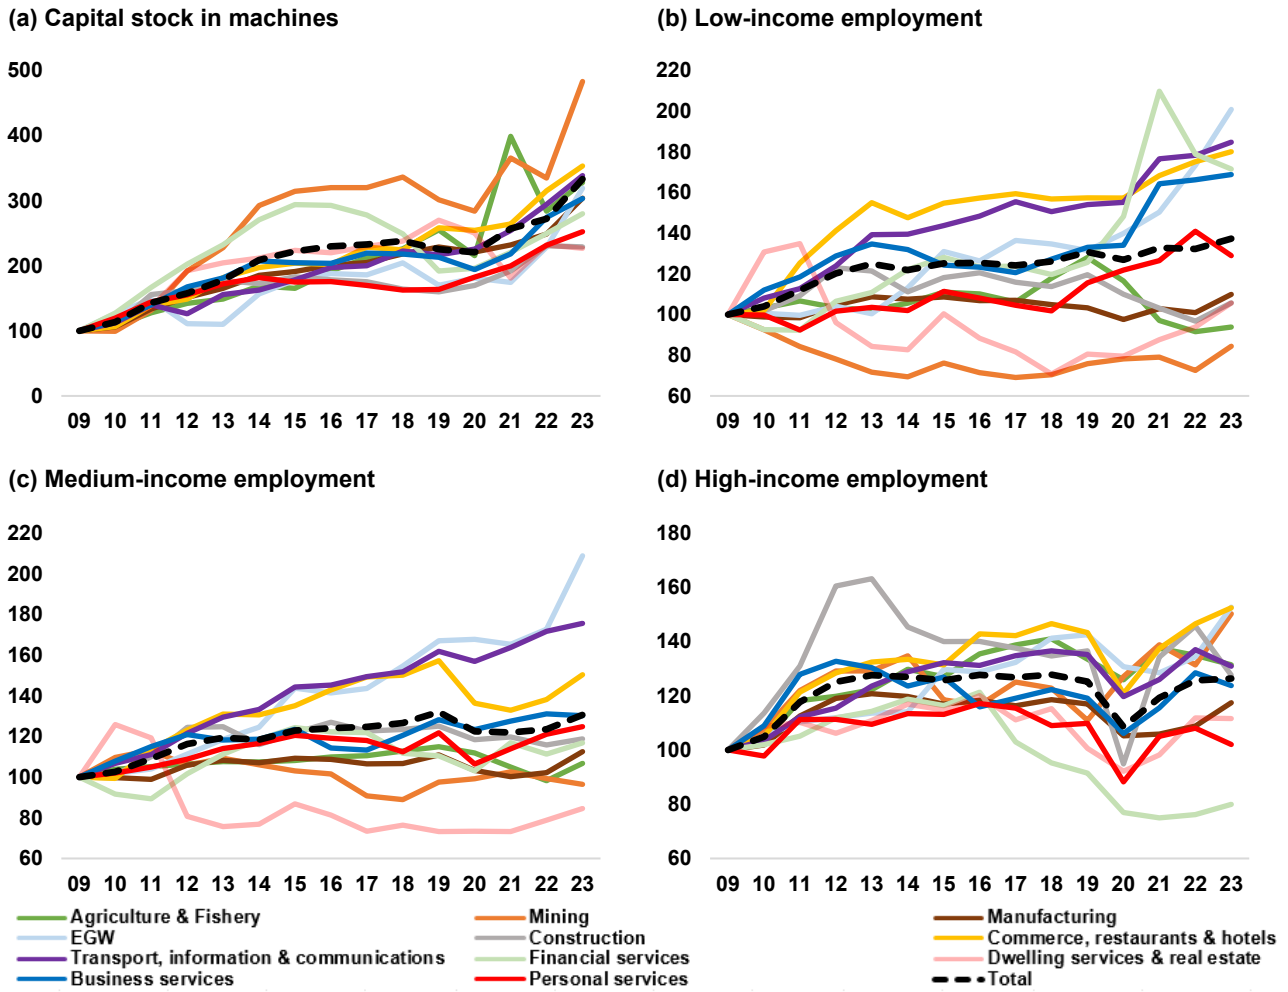 (a) Capital stock in machines
500
400
300
200
100
0
09 10 11 12 13 14 15 16 17 18 19 20 21 22 23
(b) Low-income employment
220
200
180
160
140
120
100
80
60
09 10 11 12 13 14 15 16 17 18 19 20 21 22 23
(c) Medium-income employment
220
200
180
160
140
120
100
80
60
09 10 11 12 13 14 15 16 17 18 19 20 21 22 23
(d) High-income employment
180
160
140
120
100
80
60
09 10 11 12 13 14 15 16 17 18 19 20 21 22 23
Agriculture & Fishery Mining Manufacturing
EGW Construction Commerce, restaurants & hotels
Transport, information & communications Financial services Dwelling services & real estate
Business services Personal services Total